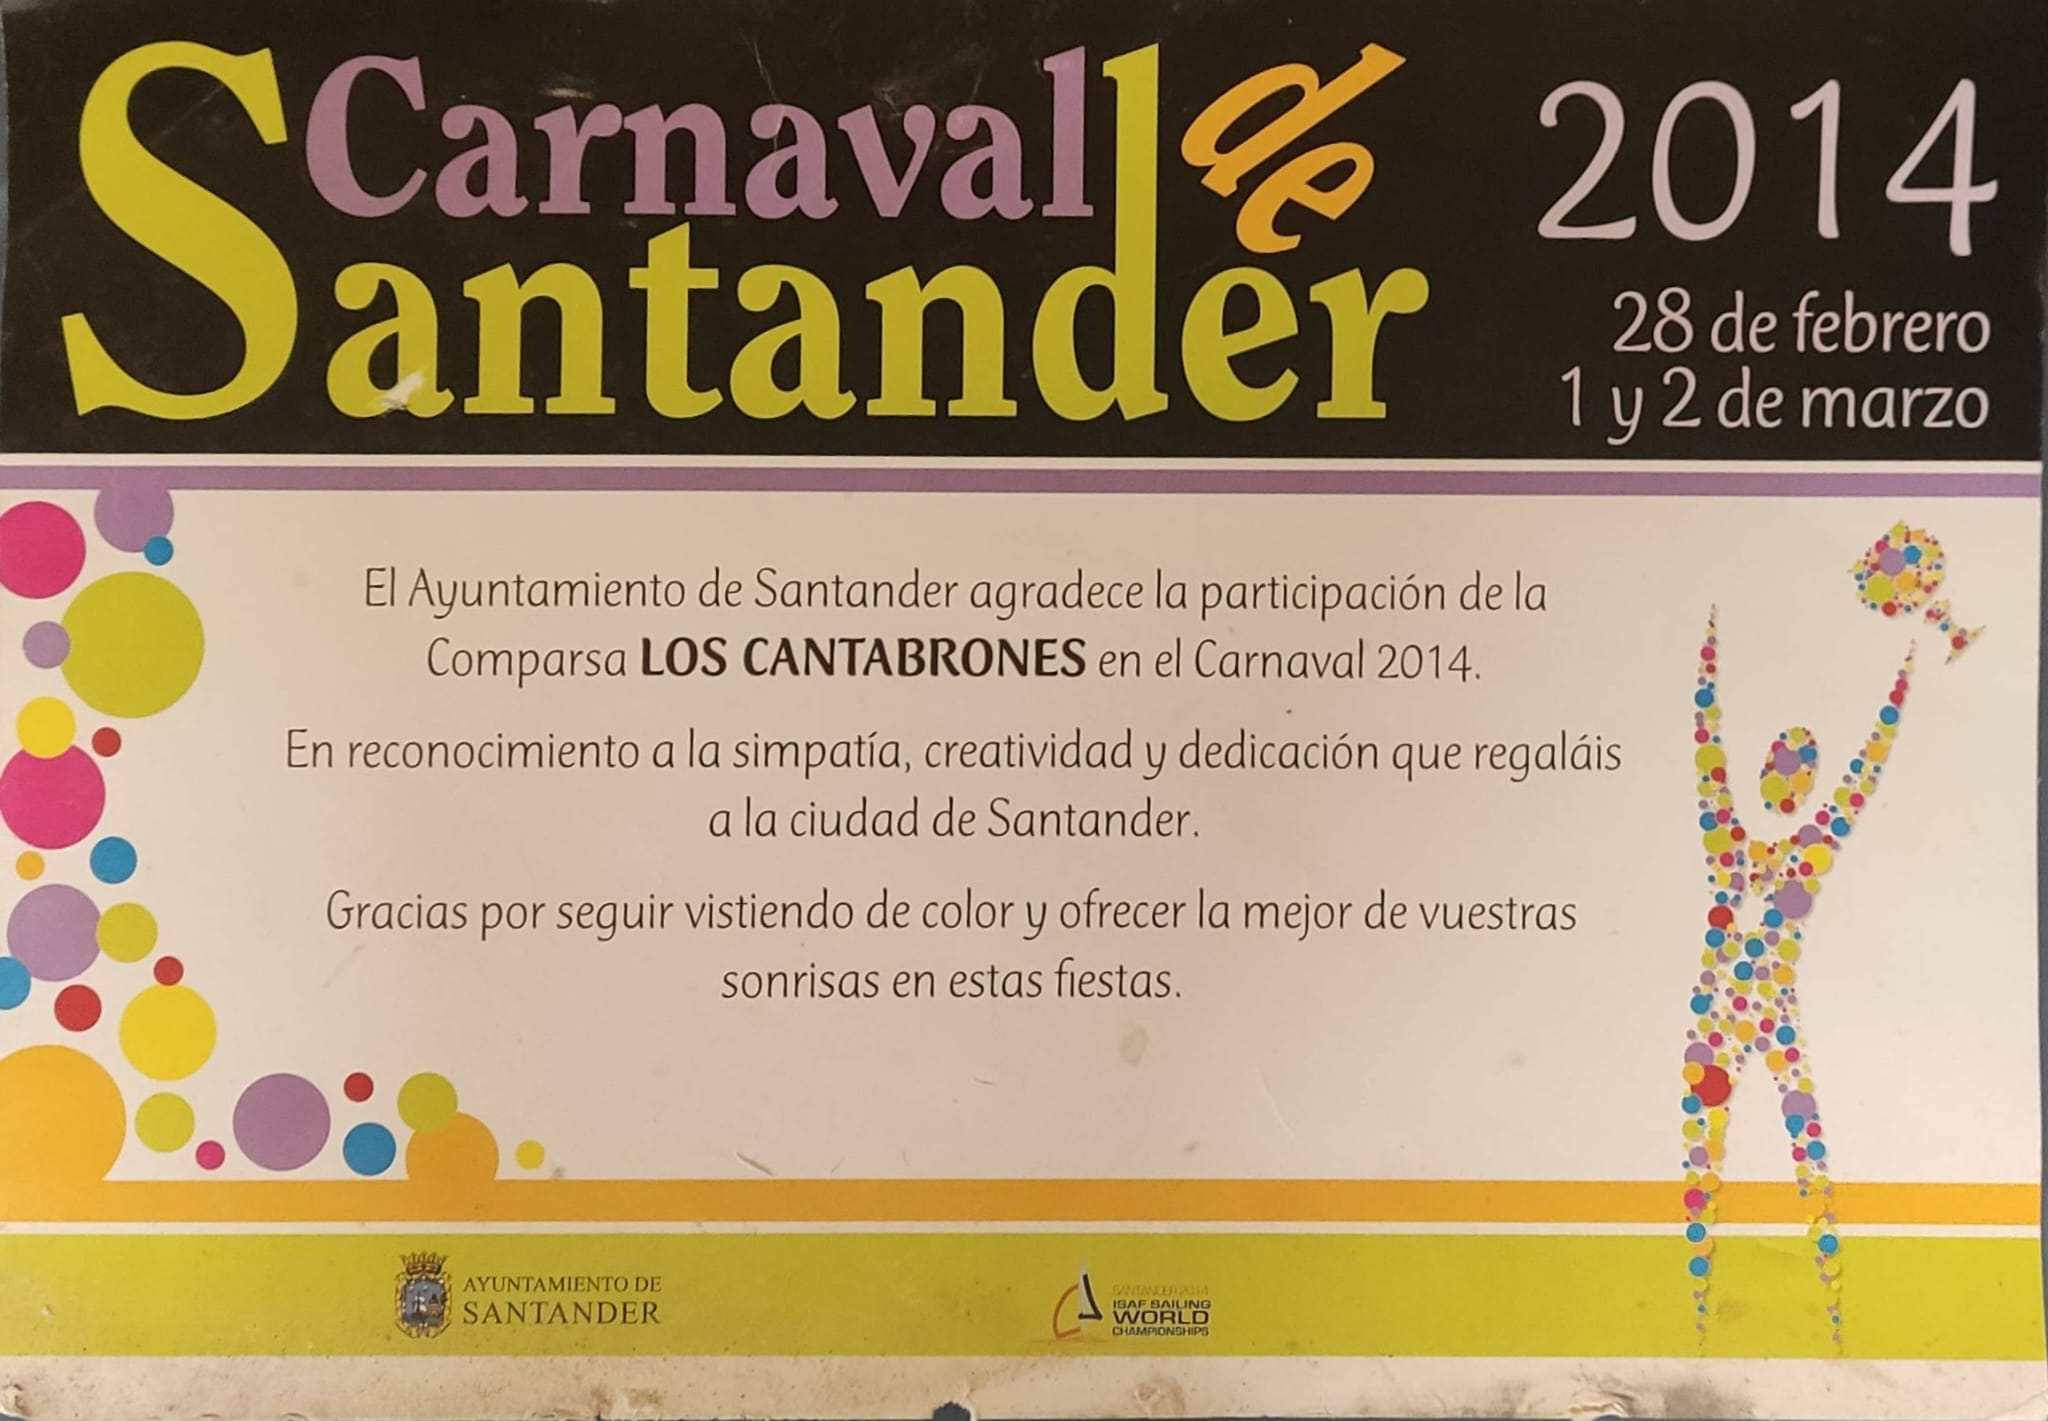 Carnaval de
Santander
2014
28 de febrero
1 y 2 de marzo
El Ayuntamiento de Santander agradece la participación de la
Comparsa LOS CANTABRONES en el Carnaval 2014.
En reconocimiento a la simpatía, creatividad y dedicación que regaláis
a la ciudad de Santander.
Gracias por seguir vistiendo de color y ofrecer la mejor de vuestras
sonrisas en estas fiestas.
AYUNTAMIENTO DE
SANTANDER
SANTANDER 2014
ISAF SAILING
WORLD
CHAMPIONSHIPS